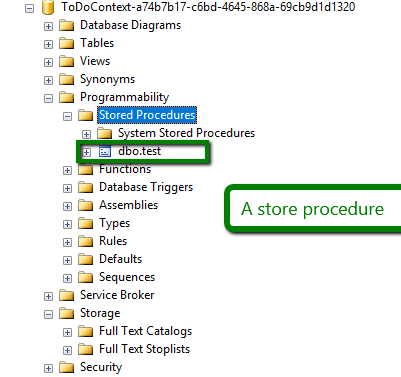 ToDoContext-a74b7b17-c6bd-4645-868a-69cb9d1d1320
Database Diagrams
Tables
Views
Synonyms
Programmability
Stored Procedures
System Stored Procedures
dbo.test
Functions
Database Triggers
Assemblies
A store procedure
Types
Rules
Defaults
Sequences
Service Broker
Storage
Full Text Catalogs
Full Text Stoplists
Security